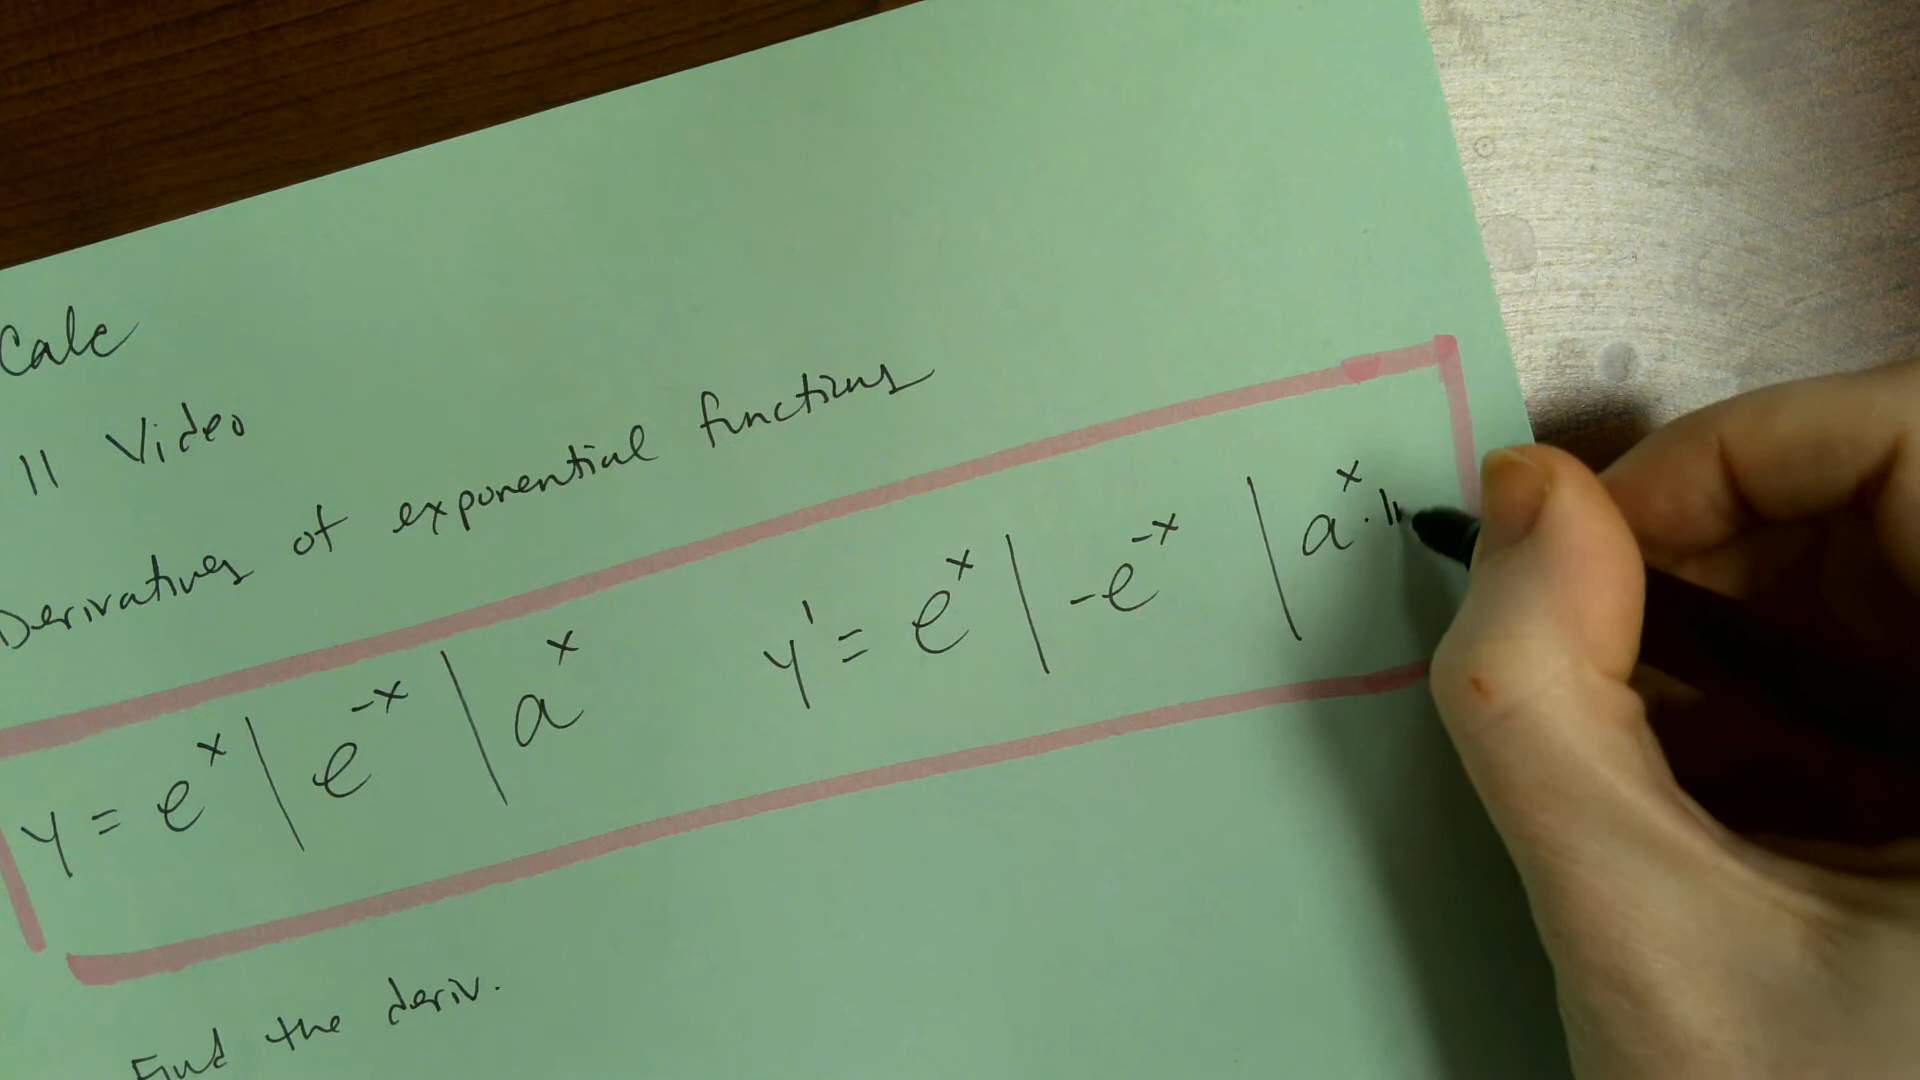 Calc
11 Video
Derivatives of exponential functions
y = e^x | e^-x | a^x y' = e^x | -e^-x | a^x · l
Find the deriv.